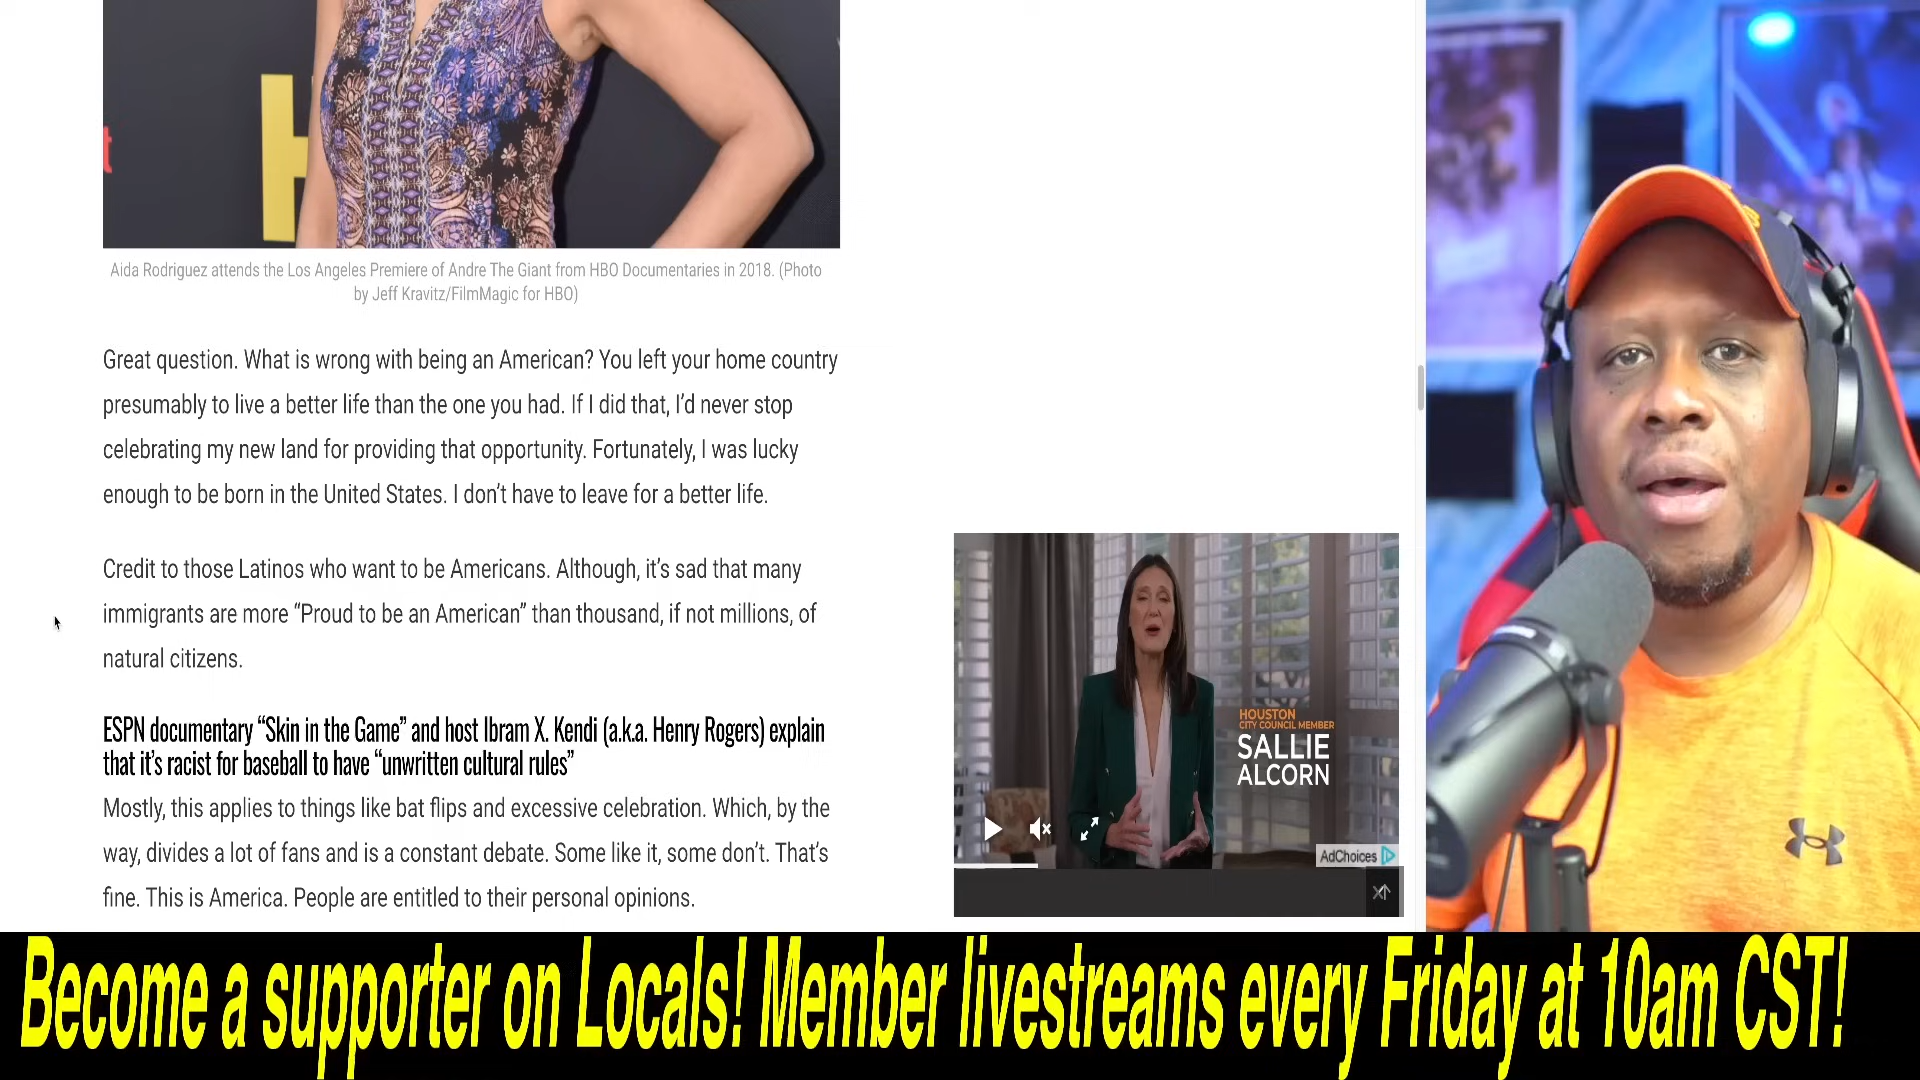 Aida Rodriguez attends the Los Angeles Premiere of Andre The Giant from HBO Documentaries in 2018. (Photo
by Jeff Kravitz/FilmMagic for HBO)
Great question. What is wrong with being an American? You left your home country
presumably to live a better life than the one you had. If I did that, I'd never stop
celebrating my new land for providing that opportunity. Fortunately, I was lucky
enough to be born in the United States. I don't have to leave for a better life.
Credit to those Latinos who want to be Americans. Although, it's sad that many
immigrants are more “Proud to be an American” than thousand, if not millions, of
natural citizens.
ESPN documentary “Skin in the Game” and host Ibram X. Kendi (a.k.a. Henry Rogers) explain
that it's racist for baseball to have “unwritten cultural rules”
Mostly, this applies to things like bat flips and excessive celebration. Which, by the
way, divides a lot of fans and is a constant debate. Some like it, some don't. That's
fine. This is America. People are entitled to their personal opinions.
HOUSTON
CITY COUNCIL MEMBER
SALLIE
ALCORN
AdChoices
Become a supporter on Locals! Member livestreams every Friday at 10am CST!